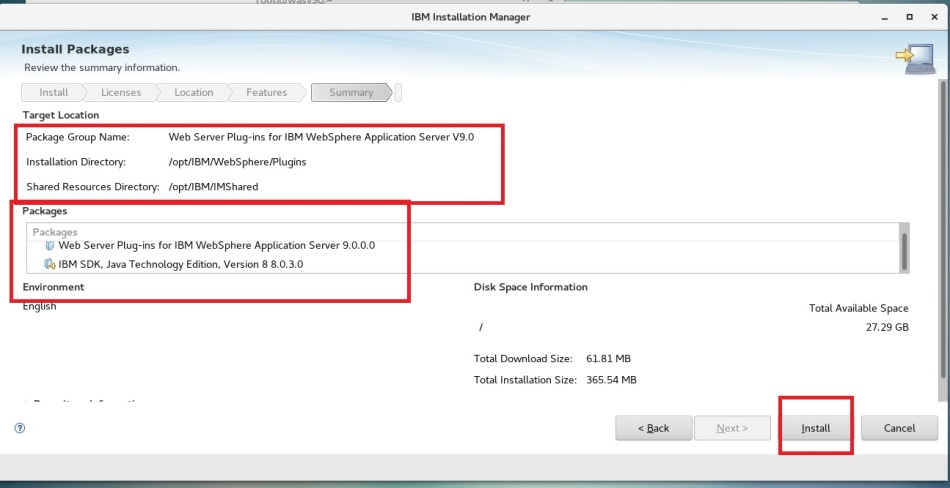 IBM Installation Manager
Install Packages
Review the summary information.
Install Licenses Location Features Summary
Target Location
Package Group Name: Web Server Plug-ins for IBM WebSphere Application Server V9.0
Installation Directory: /opt/IBM/WebSphere/Plugins
Shared Resources Directory: /opt/IBM/IMShared
Packages
Packages
Web Server Plug-ins for IBM WebSphere Application Server 9.0.0.0
IBM SDK, Java Technology Edition, Version 8 8.0.3.0
Environment Disk Space Information
English
Total Available Space
/ 27.29 GB
Total Download Size: 61.81 MB
Total Installation Size: 365.54 MB
? < Back Next > Install Cancel